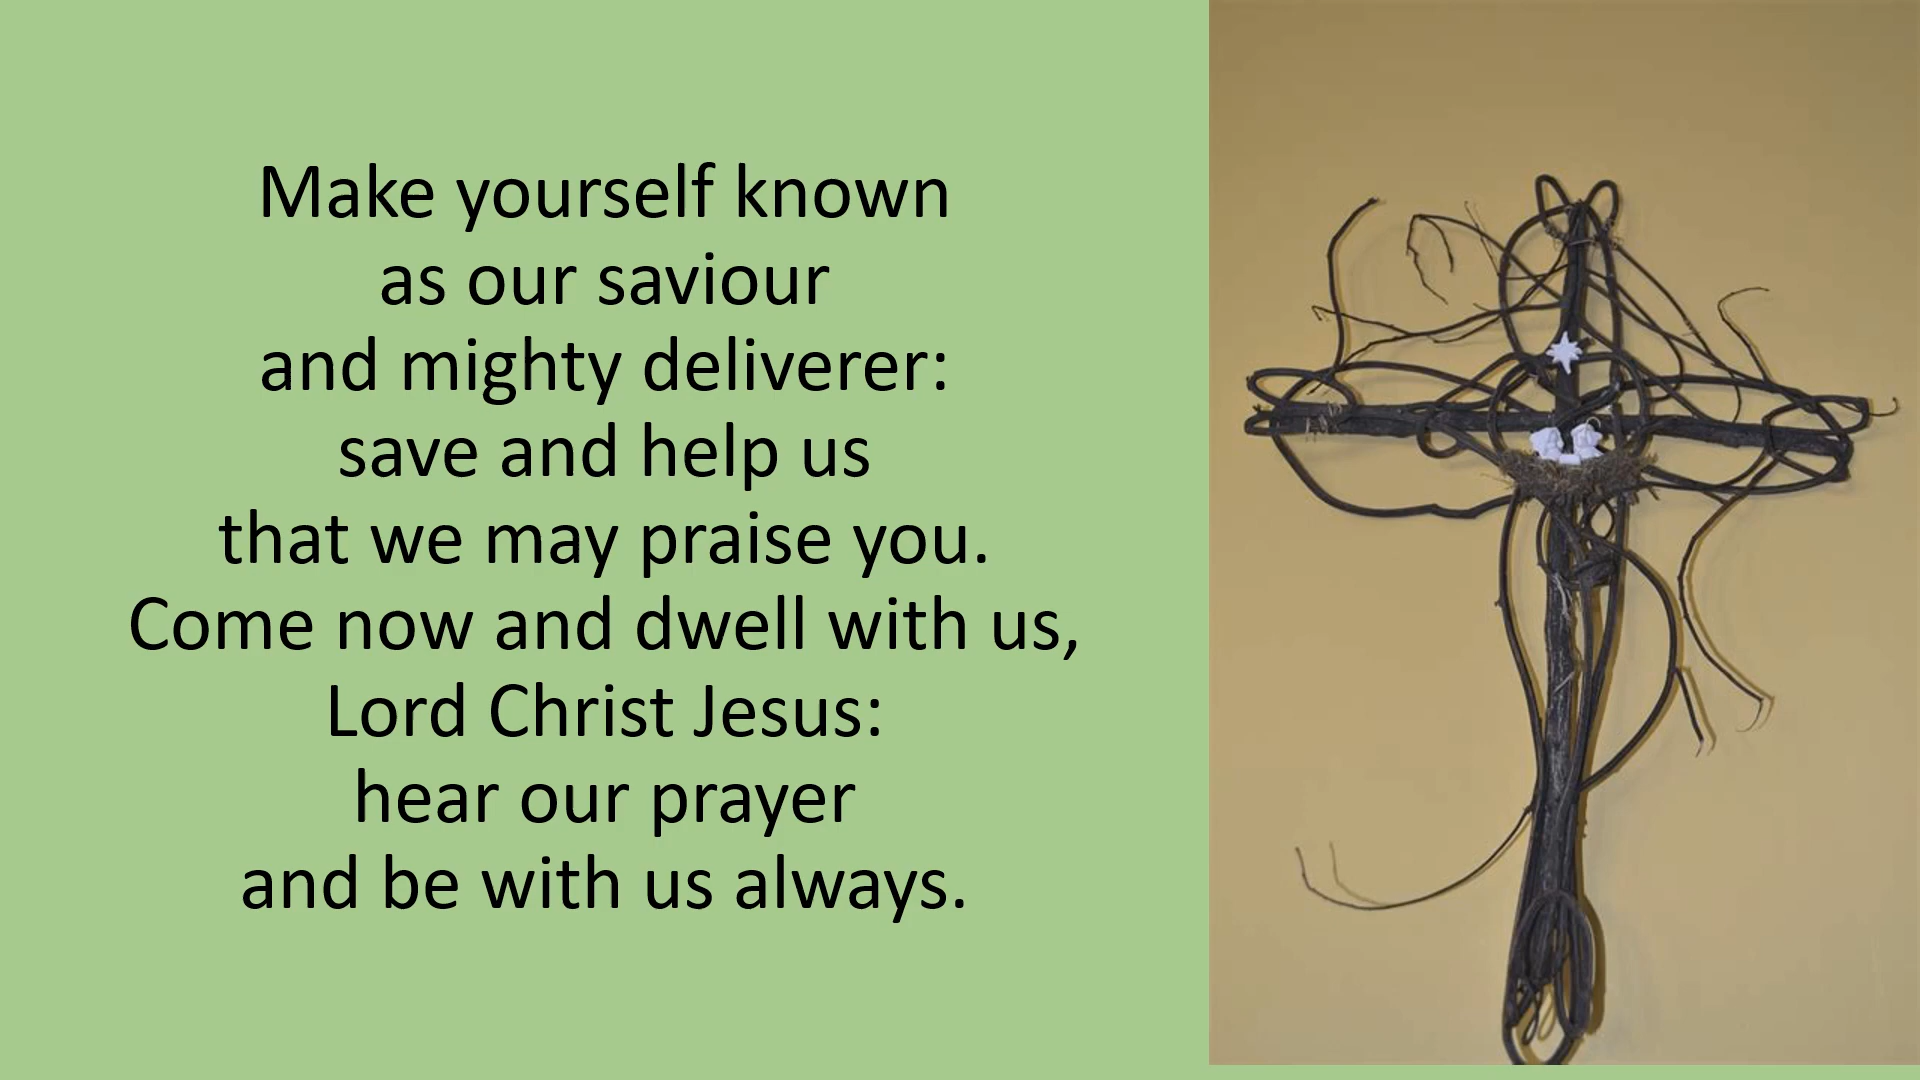 Make yourself known
as our saviour
and mighty deliverer:
save and help us
that we may praise you.
Come now and dwell with us,
Lord Christ Jesus:
hear our prayer
and be with us always.